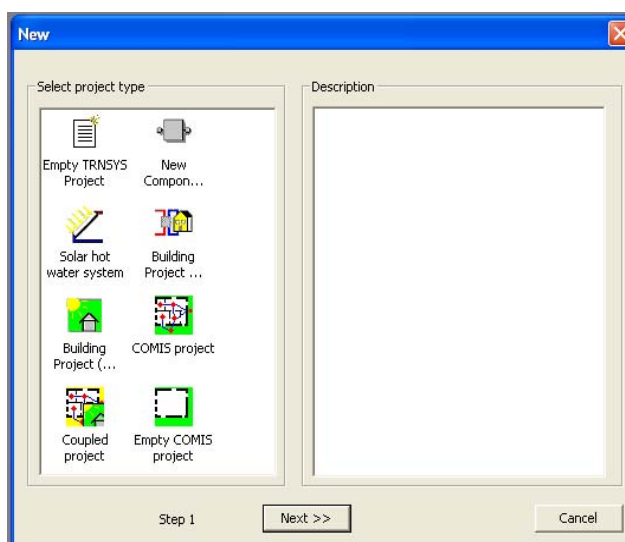 New
Select project type
Description
Empty TRNSYS
Project
New
Compon...
Solar hot
water system
Building
Project ...
Building
Project (...
COMIS project
Coupled
project
Empty COMIS
project
Step 1
Next >>
Cancel